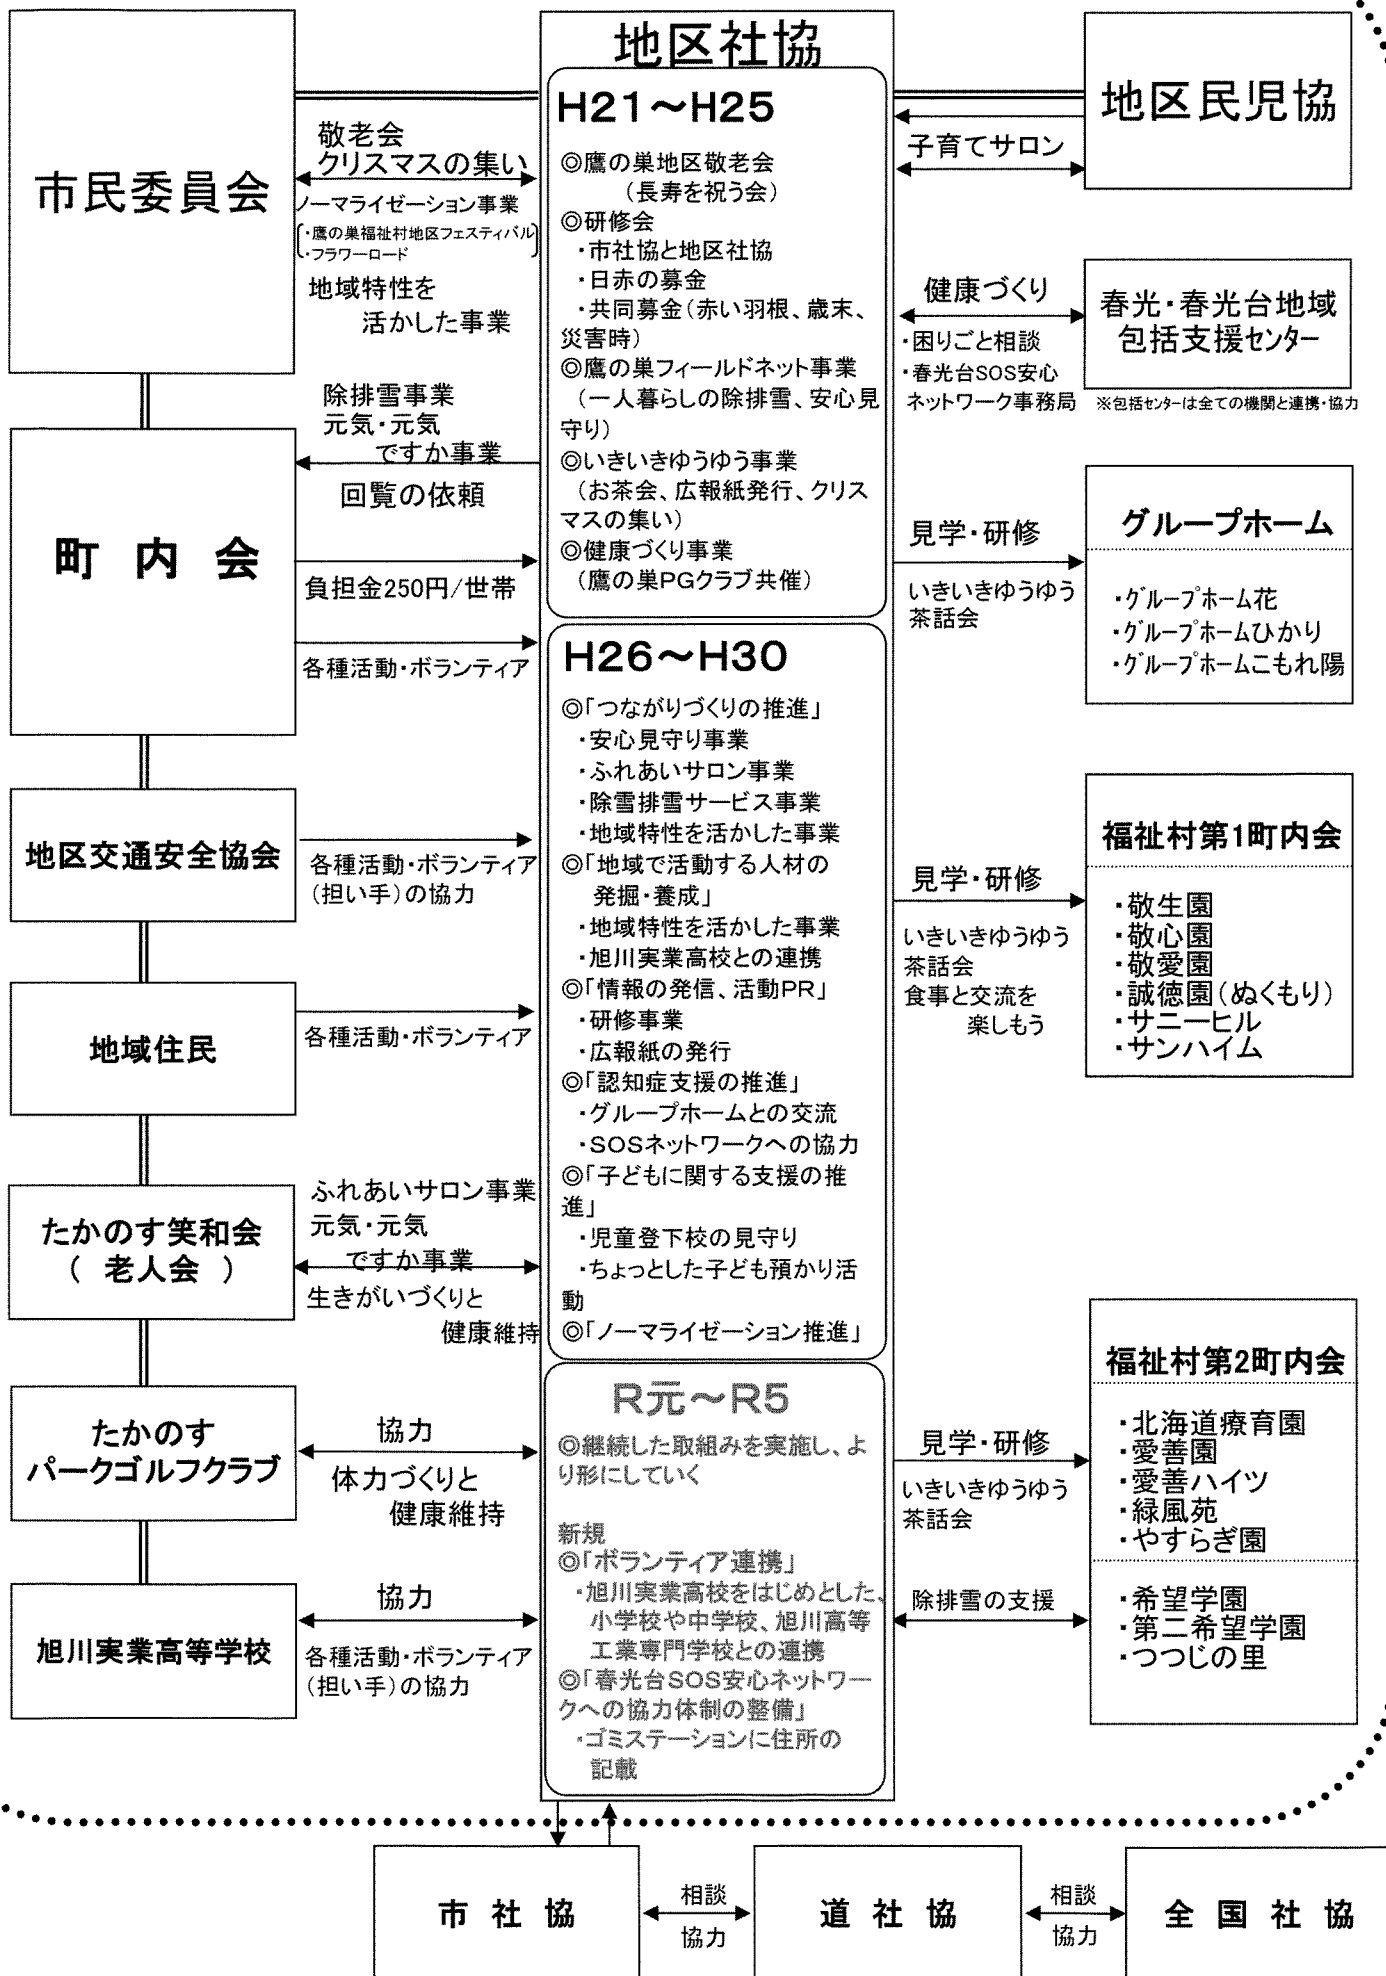 地区社協
市民委員会
敬老会
クリスマスの集い
ノーマライゼーション事業
・鷹の巣福祉村地区フェスティバル
・フラワーロード
地域特性を
活かした事業
町 内 会
除排雪事業
元気・元気
ですか事業
回覧の依頼
負担金250円/世帯
各種活動・ボランティア
地区交通安全協会
各種活動・ボランティア
(担い手)の協力
地域住民
各種活動・ボランティア
たかのす笑和会
( 老人会 )
ふれあいサロン事業
元気・元気
ですか事業
生きがいづくりと
健康維持
たかのす
パークゴルフクラブ
協力
体力づくりと
健康維持
旭川実業高等学校
協力
各種活動・ボランティア
(担い手)の協力
H21~H25
◎鷹の巣地区敬老会
(長寿を祝う会)
◎研修会
・市社協と地区社協
・日赤の募金
・共同募金(赤い羽根、歳末、
災害時)
◎鷹の巣フィールドネット事業
(一人暮らしの除排雪、安心見
守り)
◎いきいきゆうゆう事業
(お茶会、広報紙発行、クリス
マスの集い)
◎健康づくり事業
(鷹の巣PGクラブ共催)
H26~H30
◎「つながりづくりの推進」
・安心見守り事業
・ふれあいサロン事業
・除雪排雪サービス事業
・地域特性を活かした事業
◎「地域で活動する人材の
発掘・養成」
・地域特性を活かした事業
・旭川実業高校との連携
◎「情報の発信、活動PR」
・研修事業
・広報紙の発行
◎「認知症支援の推進」
・グループホームとの交流
・SOSネットワークへの協力
◎「子どもに関する支援の推
進」
・児童登下校の見守り
・ちょっとした子ども預かり活
動
◎「ノーマライゼーション推進」
R元~R5
◎継続した取組みを実施し、よ
り形にしていく
新規
◎「ボランティア連携」
・旭川実業高校をはじめとした、
小学校や中学校、旭川高等
工業専門学校との連携
◎「春光台SOS安心ネットワー
クへの協力体制の整備」
・ゴミステーションに住所の
記載
地区民児協
子育てサロン
春光・春光台地域
包括支援センター
※包括センターは全ての機関と連携・協力
健康づくり
・困りごと相談
・春光台SOS安心
ネットワーク事務局
グループホーム
・グループホーム花
・グループホームひかり
・グループホームこもれ陽
見学・研修
いきいきゆうゆう
茶話会
福祉村第1町内会
・敬生園
・敬心園
・敬愛園
・誠徳園(ぬくもり)
・サニーヒル
・サンハイム
見学・研修
いきいきゆうゆう
茶話会
食事と交流を
楽しもう
福祉村第2町内会
・北海道療育園
・愛善園
・愛善ハイツ
・緑風苑
・やすらぎ園
・希望学園
・第二希望学園
・つつじの里
見学・研修
いきいきゆうゆう
茶話会
除排雪の支援
市 社 協
相談
協力
道 社 協
相談
協力
全 国 社 協